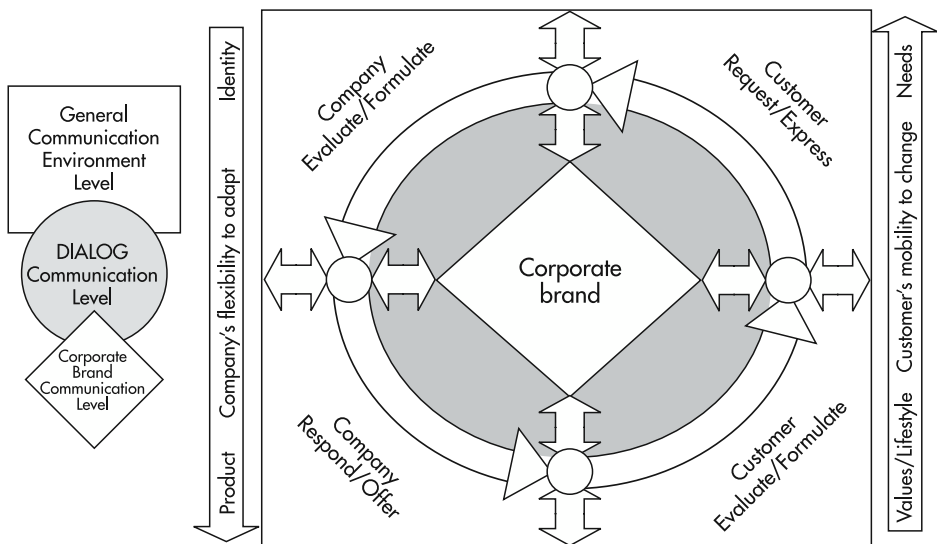 General
Communication
Environment
Level
DIALOG
Communication
Level
Corporate
Brand
Communication
Level
Product Company's flexibility to adapt Identity
Company
Evaluate/Formulate
Customer
Request/Express
Corporate
brand
Company
Respond/Offer
Customer
Evaluate/Formulate
Values/Lifestyle Customer's mobility to change Needs